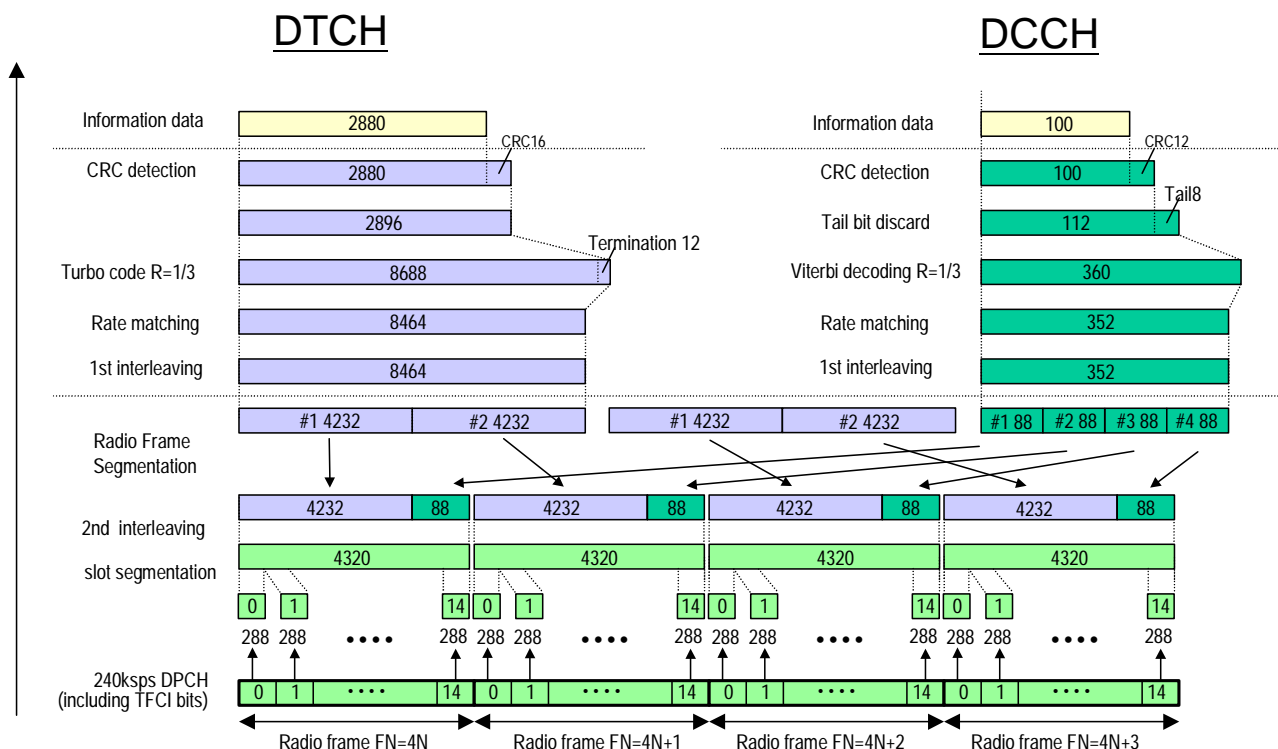 DTCH DCCH
Information data 2880 Information data 100
CRC16 CRC12
CRC detection 2880 CRC detection 100
Tail8
2896 Tail bit discard 112
Termination 12
Turbo code R=1/3 8688 Viterbi decoding R=1/3 360
Rate matching 8464 Rate matching 352
1st interleaving 8464 1st interleaving 352
#1 4232 #2 4232 #1 4232 #2 4232 #1 88 #2 88 #3 88 #4 88
Radio Frame
Segmentation
4232 88 4232 88 4232 88 4232 88
2nd interleaving
4320 4320 4320 4320
slot segmentation
0 1 14 0 1 14 0 1 14 0 1 14
288 288 •••• 288 288 288 •••• 288 288 288 •••• 288 288 288 •••• 288
240ksps DPCH
(including TFCI bits)
0 1 •••• 14 0 1 •••• 14 0 1 •••• 14 0 1 •••• 14
Radio frame FN=4N Radio frame FN=4N+1 Radio frame FN=4N+2 Radio frame FN=4N+3